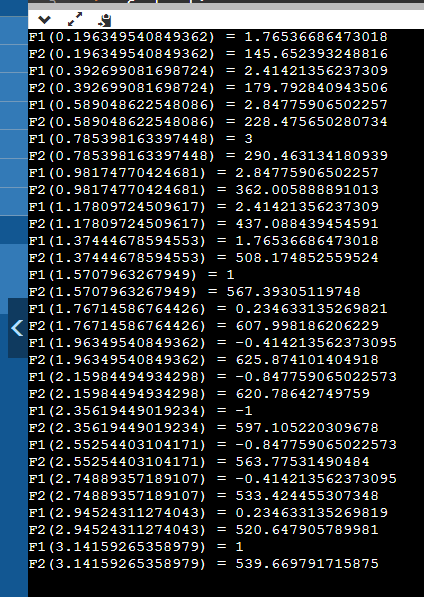 F1(0.196349540849362) = 1.76536686473018
F2(0.196349540849362) = 145.652393248816
F1(0.392699081698724) = 2.41421356237309
F2(0.392699081698724) = 179.792840943506
F1(0.589048622548086) = 2.84775906502257
F2(0.589048622548086) = 228.475650280734
F1(0.785398163397448) = 3
F2(0.785398163397448) = 290.463134180939
F1(0.98174770424681) = 2.84775906502257
F2(0.98174770424681) = 362.005888891013
F1(1.17809724509617) = 2.41421356237309
F2(1.17809724509617) = 437.088439454591
F1(1.37444678594553) = 1.76536686473018
F2(1.37444678594553) = 508.174852559524
F1(1.5707963267949) = 1
F2(1.5707963267949) = 567.39305119748
F1(1.76714586764426) = 0.234633135269821
F2(1.76714586764426) = 607.998186206229
F1(1.96349540849362) = -0.414213562373095
F2(1.96349540849362) = 625.874101404918
F1(2.15984494934298) = -0.847759065022573
F2(2.15984494934298) = 620.78642749759
F1(2.35619449019234) = -1
F2(2.35619449019234) = 597.105220309678
F1(2.55254403104171) = -0.847759065022573
F2(2.55254403104171) = 563.77531490484
F1(2.74889357189107) = -0.414213562373095
F2(2.74889357189107) = 533.424455307348
F1(2.94524311274043) = 0.234633135269819
F2(2.94524311274043) = 520.647905789981
F1(3.14159265358979) = 1
F2(3.14159265358979) = 539.669791715875